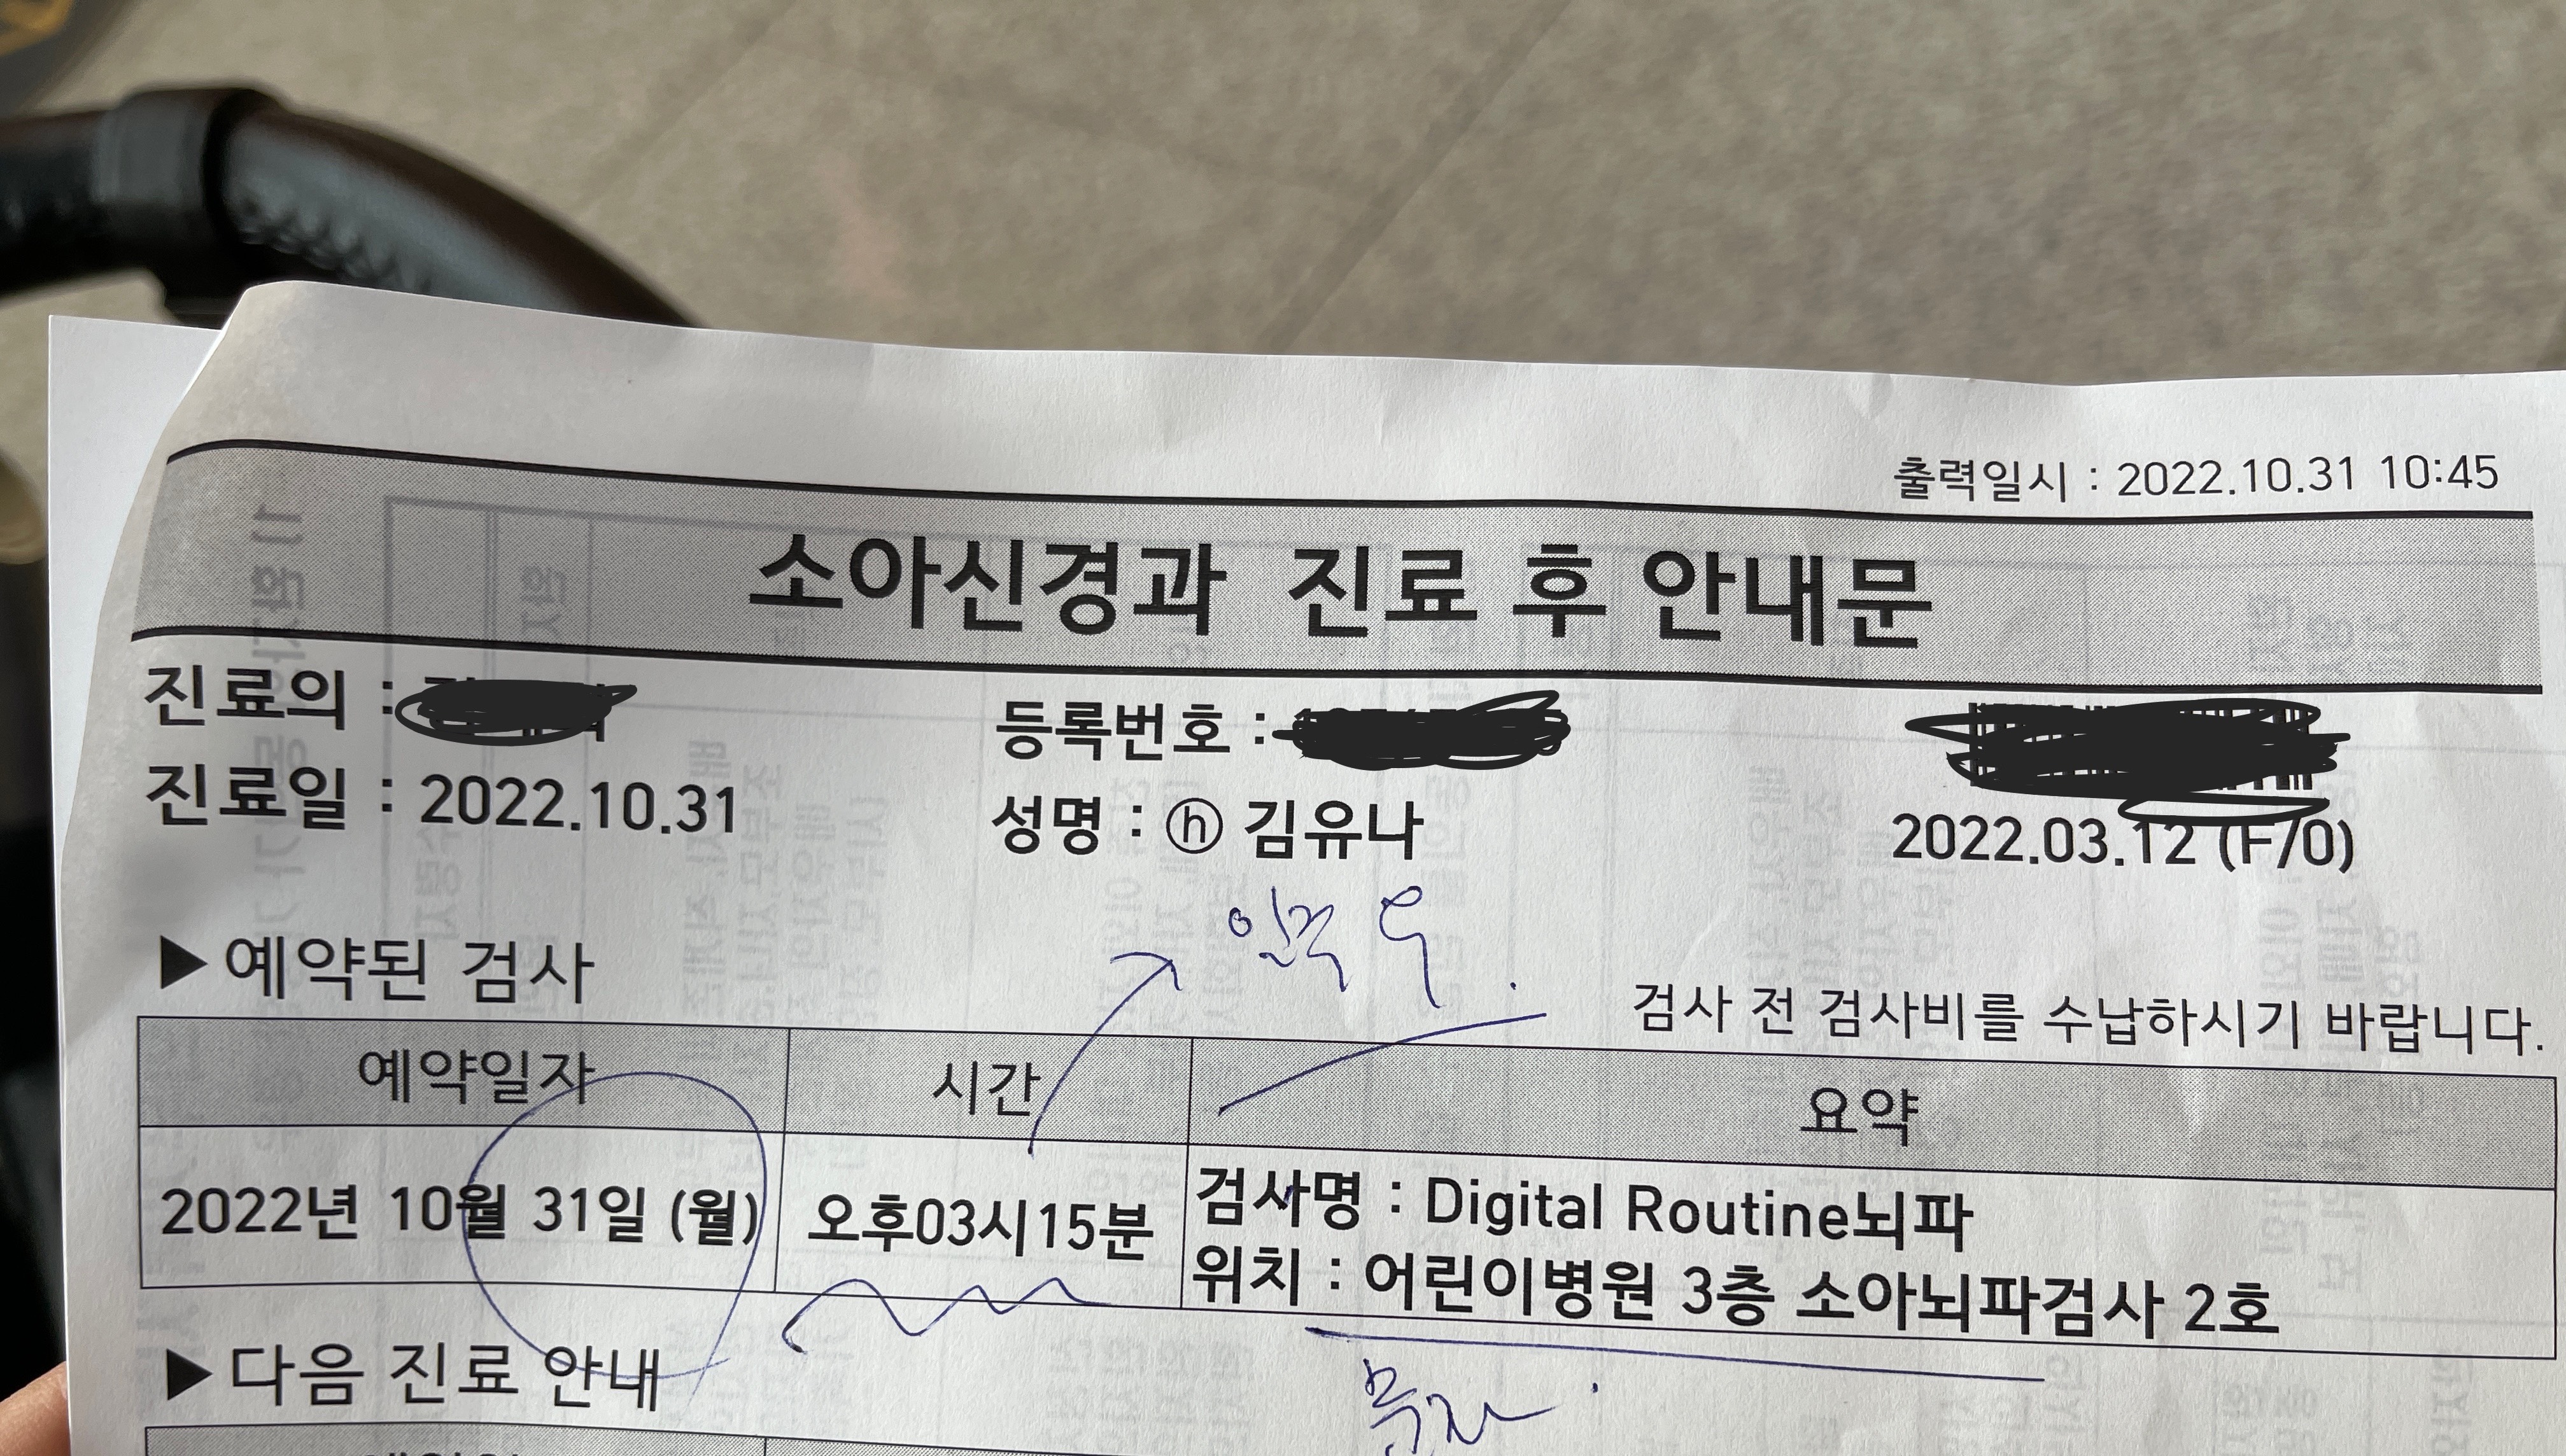 출력일시 : 2022.10.31 10:45
소아신경과 진료 후 안내문
진료의 :
등록번호 :
진료일 : 2022.10.31
성명 : ⓗ 김유나
2022.03.12 (F/0)
▶예약된 검사
검사 전 검사비를 수납하시기 바랍니다.
예약일자 시간 요약
2022년 10월 31일 (월) 오후03시15분 검사명 : Digital Routine뇌파
위치 : 어린이병원 3층 소아뇌파검사 2호
▶다음 진료 안내
문자